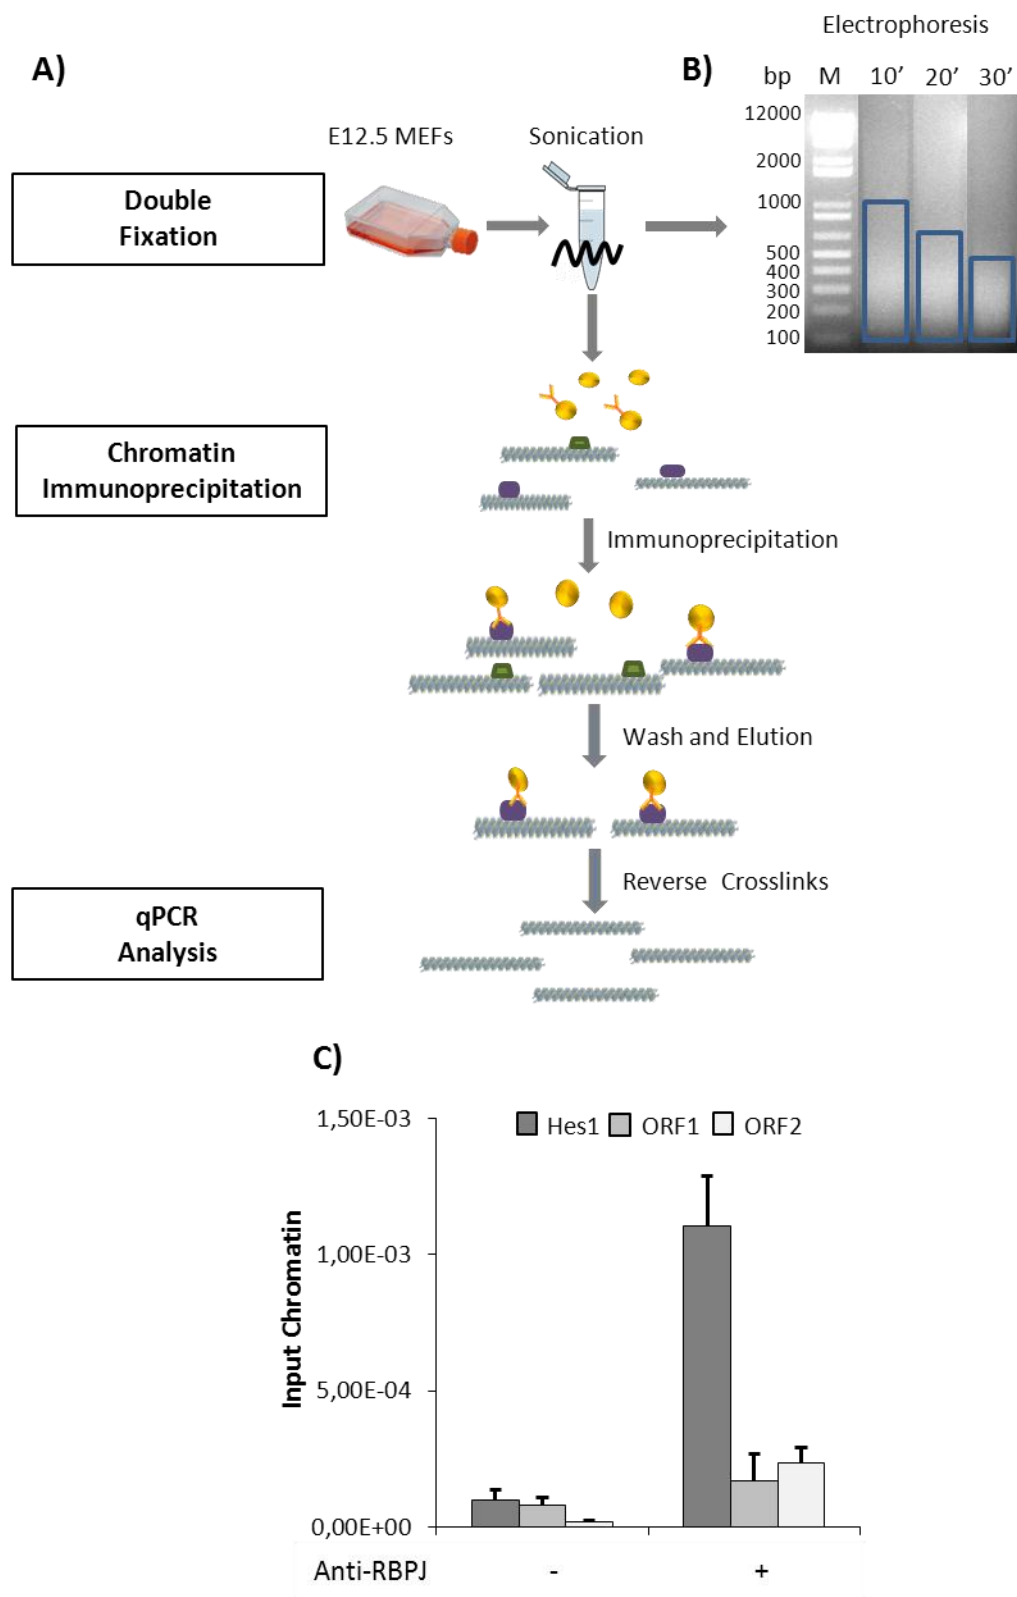 A)
B)
Electrophoresis
bp M 10’ 20’ 30’
12000
2000
1000
500
400
300
200
100
E12.5 MEFs
Sonication
Double
Fixation
Chromatin
Immunoprecipitation
Immunoprecipitation
Wash and Elution
Reverse Crosslinks
qPCR
Analysis
C)
Hes1 ORF1 ORF2
Input Chromatin
1,50E-03
1,00E-03
5,00E-04
0,00E+00
Anti-RBPJ - +